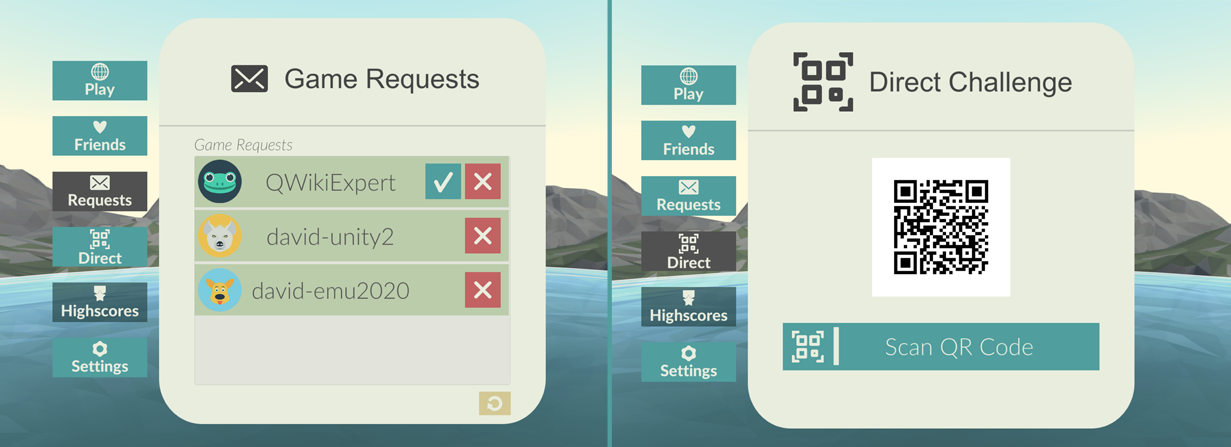 Game Requests
Play
Friends
Game Requests
QWikiExpert
Requests
david-unity2
Direct
david-emu2020
Highscores
Settings
Direct Challenge
Play
Friends
Requests
Direct
Highscores
Scan QR Code
Settings